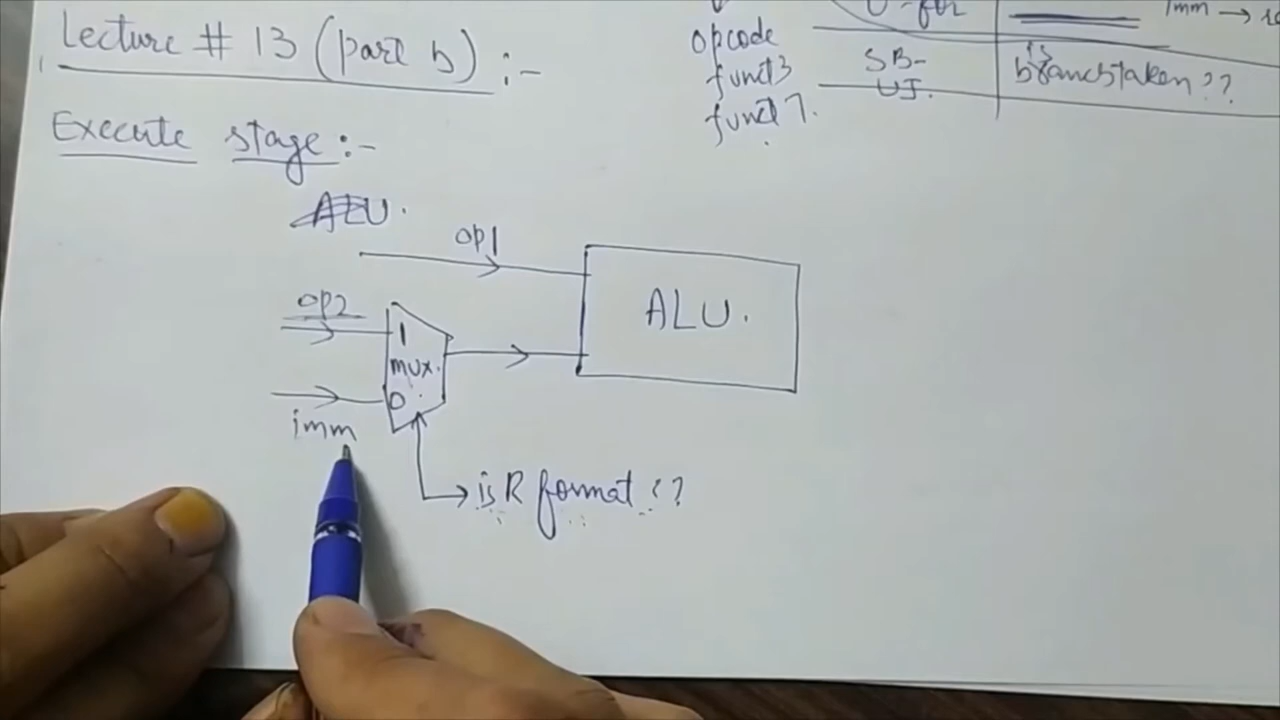 Lecture # 13 (part b) :-
opcode
funct3
funct7.
U-for
imm →
SB-
UJ.
is
branchtaken ??
Execute stage :-
ALU.
op1
op2
1
mux.
0
imm
ALU.
is R format ??